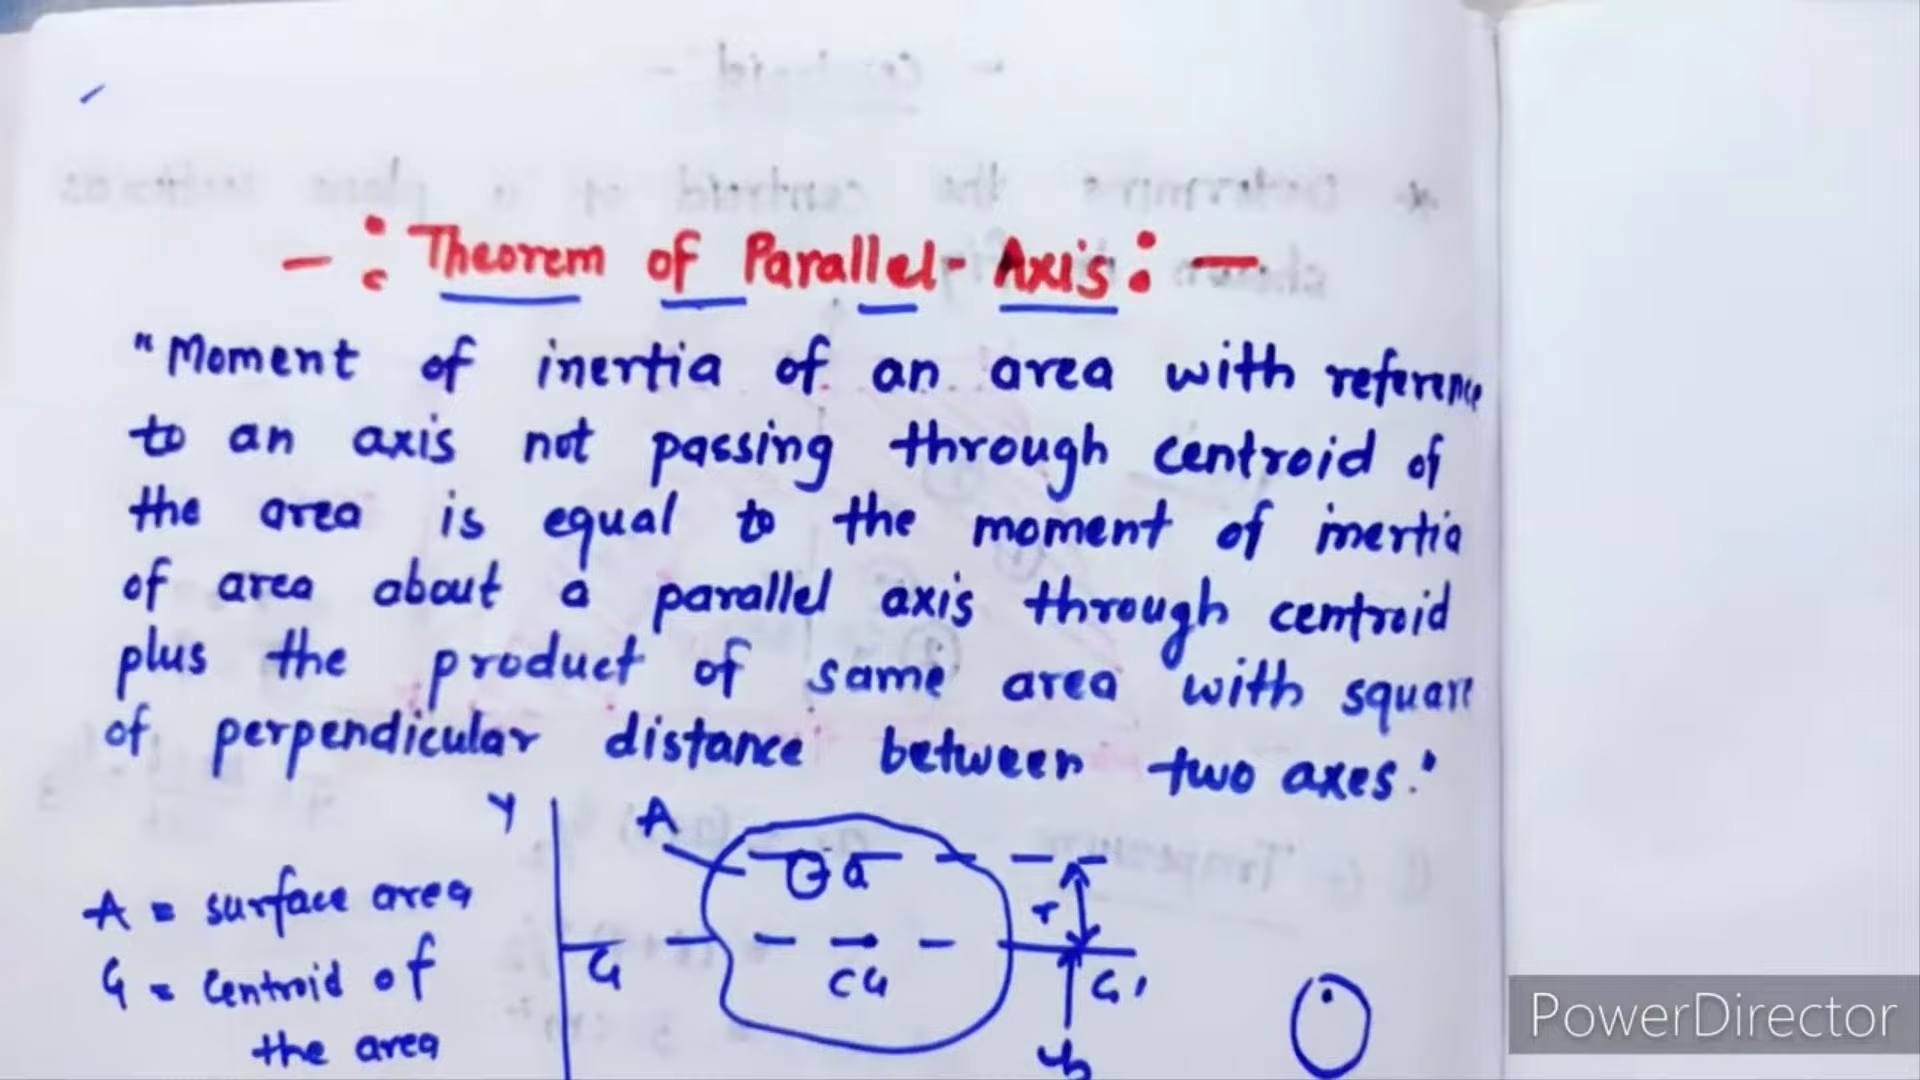 -: Theorem of Parallel-Axis:-
"Moment of inertia of an area with reference
to an axis not passing through centroid of
the area is equal to the moment of inertia
of area about a parallel axis through centroid
plus the product of same area with square
of perpendicular distance between two axes."
Y A
a
A = surface area
r
G CG G'
G = Centroid of
the area
PowerDirector